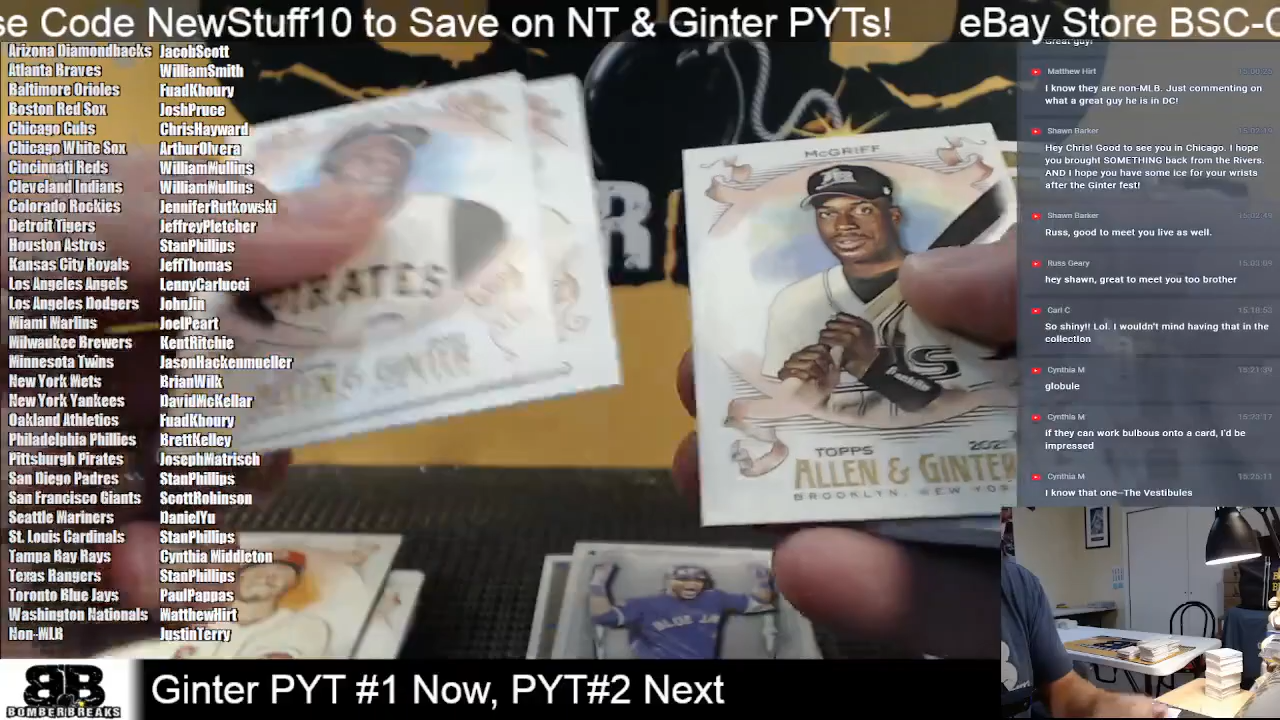 se Code NewStuff10 to Save on NT & Ginter PYTs!
eBay Store BSC-C
Arizona Diamondbacks JacobScott
Atlanta Braves WilliamSmith
Baltimore Orioles FuadKhoury
Boston Red Sox JoshPruce
Chicago Cubs ChrisHayward
Chicago White Sox ArthurOlvera
Cincinnati Reds WilliamMullins
Cleveland Indians WilliamMullins
Colorado Rockies JenniferRutkowski
Detroit Tigers JeffreyPletcher
Houston Astros StanPhillips
Kansas City Royals JeffThomas
Los Angeles Angels LennyCarlucci
Los Angeles Dodgers JohnJin
Miami Marlins JoelPeart
Milwaukee Brewers KentRitchie
Minnesota Twins JasonHackenmueller
New York Mets BrianWilk
New York Yankees DavidMcKellar
Oakland Athletics FuadKhoury
Philadelphia Phillies BrettKelley
Pittsburgh Pirates JosephMatrisch
San Diego Padres StanPhillips
San Francisco Giants ScottRobinson
Seattle Mariners DanielYu
St. Louis Cardinals StanPhillips
Tampa Ray Rays Cynthia Middleton
Texas Rangers StanPhillips
Toronto Blue Jays PaulPappas
Washington Nationals MatthewHirt
Non-MLB JustinTerry
PIRATES
McGRIFF
TOPPS 2021
ALLEN & GINTER
BROOKLYN, NEW YOR
BLUE JA
Great guy!
Matthew Hirt
I know they are non-MLB. Just commenting on
what a great guy he is in DC!
Shawn Barker
Hey Chris! Good to see you in Chicago. I hope
you brought SOMETHING back from the Rivers.
AND I hope you have some ice for your wrists
after the Ginter fest!
Shawn Barker
Russ, good to meet you live as well.
Russ Geary
hey shawn, great to meet you too brother
Carl C
So shiny!! Lol. I wouldn't mind having that in the
collection
Cynthia M
globule
Cynthia M
if they can work bulbous onto a card, I'd be
impressed
Cynthia M
I know that one—The Vestibules
BB
BOMBERBREAKS
Ginter PYT #1 Now, PYT#2 Next